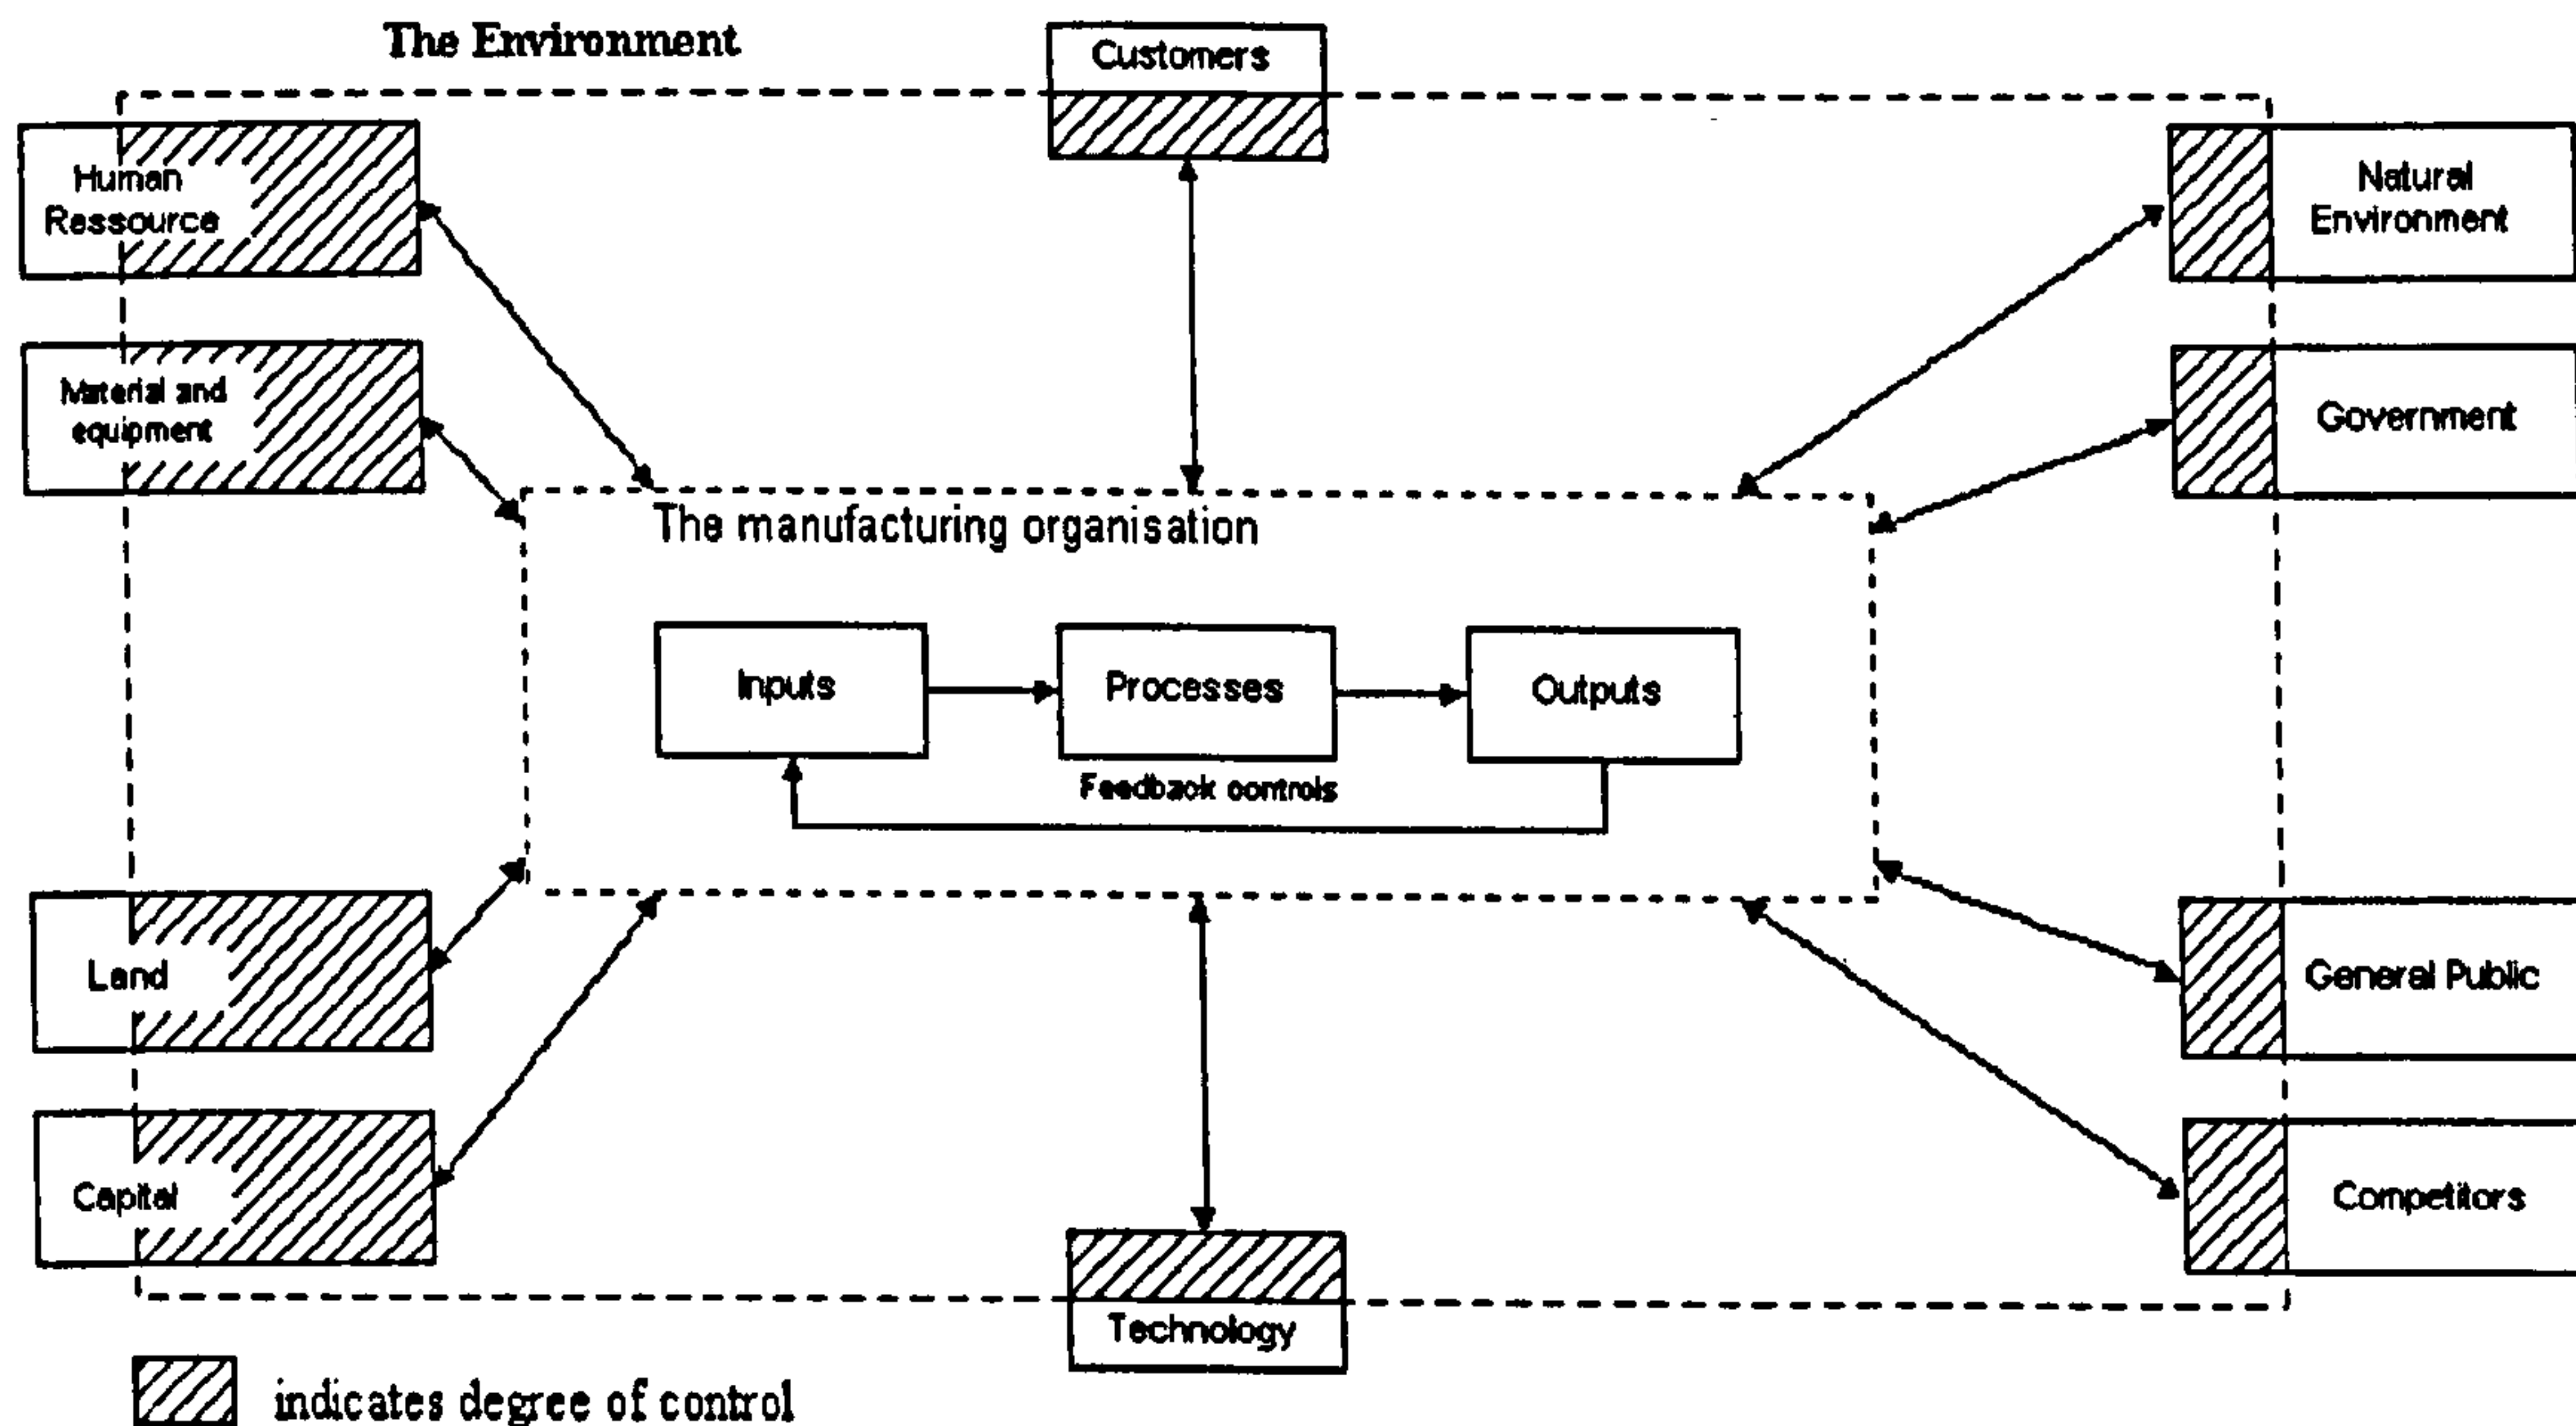 The Environment
Customers
Human
Ressource
Natural
Environment
Material and
equipment
Government
The manufacturing organisation
Inputs
Processes
Outputs
Feedback controls
Land
General Public
Capital
Competitors
Technology
indicates degree of control